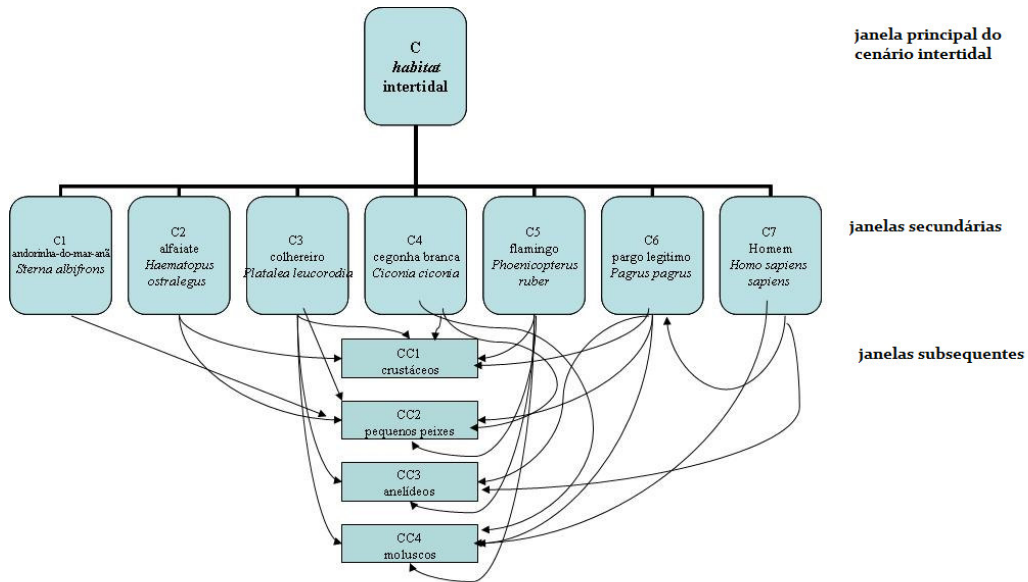 C
habitat
intertidal
janela principal do
cenário intertidal
C1
andorinha-do-mar-anã
Sterna albifrons
C2
alfaiate
Haematopus
ostralegus
C3
colhereiro
Platalea leucorodia
C4
cegonha branca
Ciconia ciconia
C5
flamingo
Phoenicopterus
ruber
C6
pargo legitimo
Pagrus pagrus
C7
Homem
Homo sapiens
sapiens
janelas secundárias
CC1
crustáceos
janelas subsequentes
CC2
pequenos peixes
CC3
anelídeos
CC4
moluscos